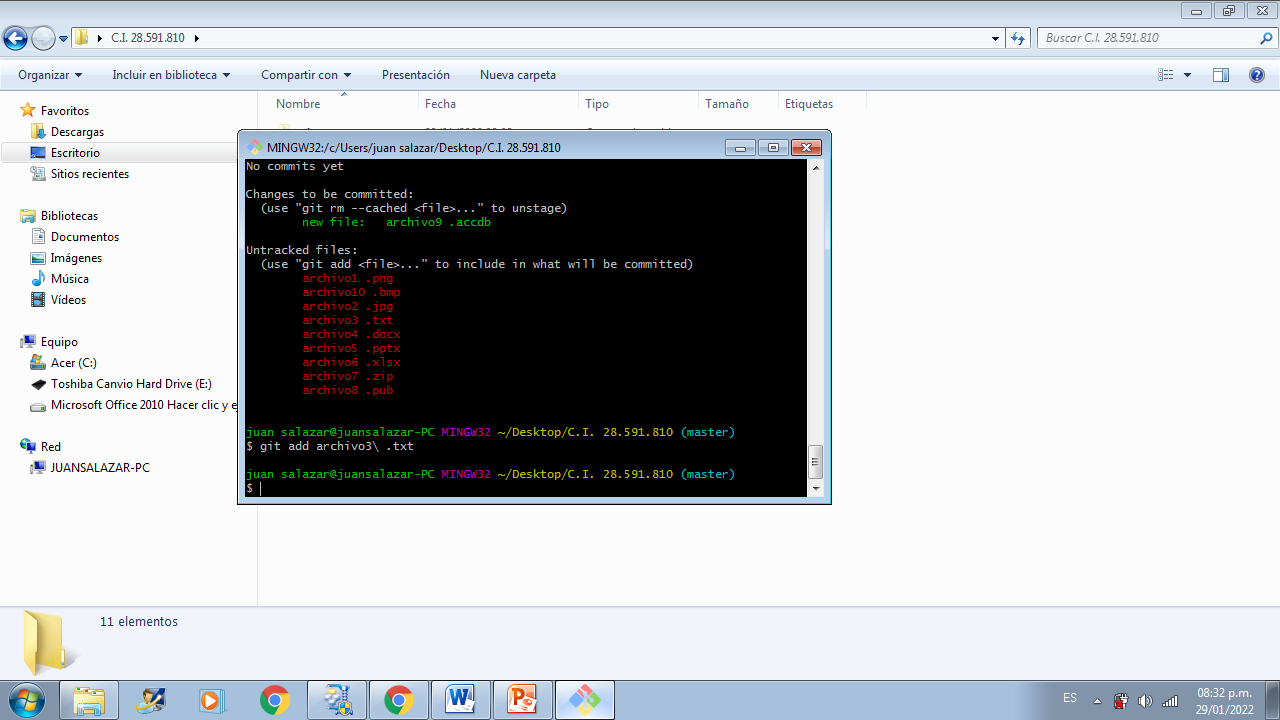 C.I. 28.591.810
Buscar C.I. 28.591.810
Organizar
Incluir en biblioteca
Compartir con
Presentación
Nueva carpeta
Nombre
Fecha
Tipo
Tamaño
Etiquetas
Favoritos
Descargas
Escritorio
Sitios recientes
Bibliotecas
Documentos
Imágenes
Música
Vídeos
Equipo
Acer (C:)
Toshiba Canvio Hard Drive (E:)
Microsoft Office 2010 Hacer clic y e
Red
JUANSALAZAR-PC
MINGW32:/c/Users/juan salazar/Desktop/C.I. 28.591.810
No commits yet
Changes to be committed:
(use "git rm --cached <file>..." to unstage)
new file: archivo9 .accdb
Untracked files:
(use "git add <file>..." to include in what will be committed)
archivo1 .png
archivo10 .bmp
archivo2 .jpg
archivo3 .txt
archivo4 .docx
archivo5 .pptx
archivo6 .xlsx
archivo7 .zip
archivo8 .pub
juan salazar@juansalazar-PC MINGW32 ~/Desktop/C.I. 28.591.810 (master)
$ git add archivo3\ .txt
juan salazar@juansalazar-PC MINGW32 ~/Desktop/C.I. 28.591.810 (master)
$
11 elementos
ES
08:32 p.m.
29/01/2022